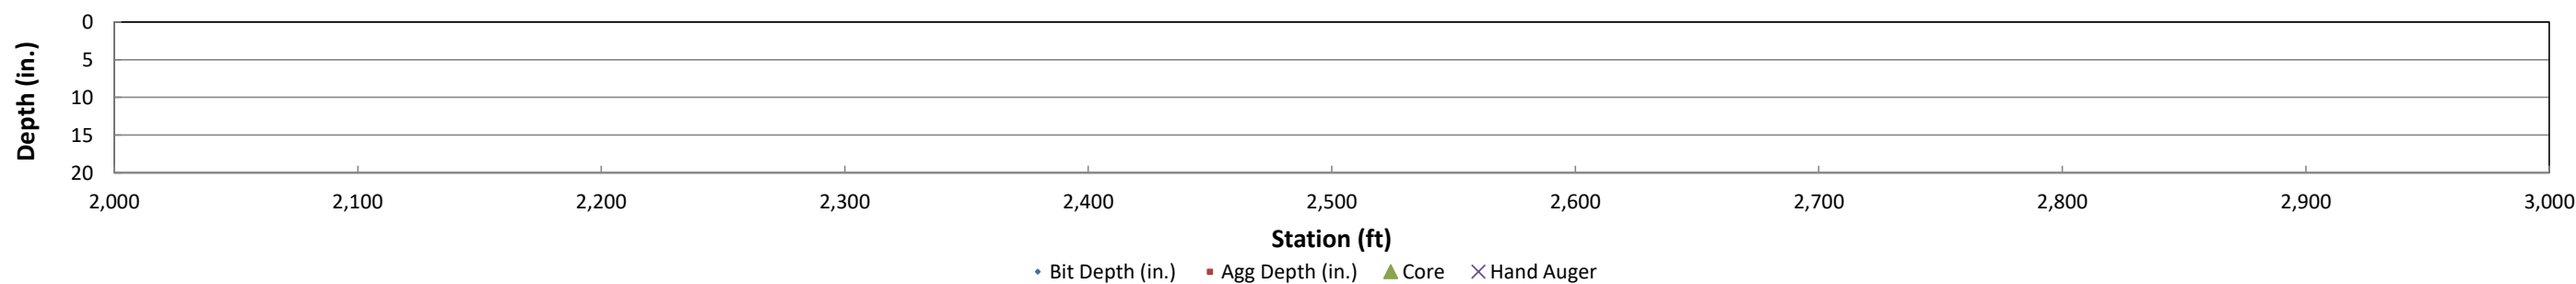 0
5
10
15
20
Depth (in.)
2,000 2,100 2,200 2,300 2,400 2,500 2,600 2,700 2,800 2,900 3,000
Station (ft)
Bit Depth (in.) Agg Depth (in.) Core Hand Auger